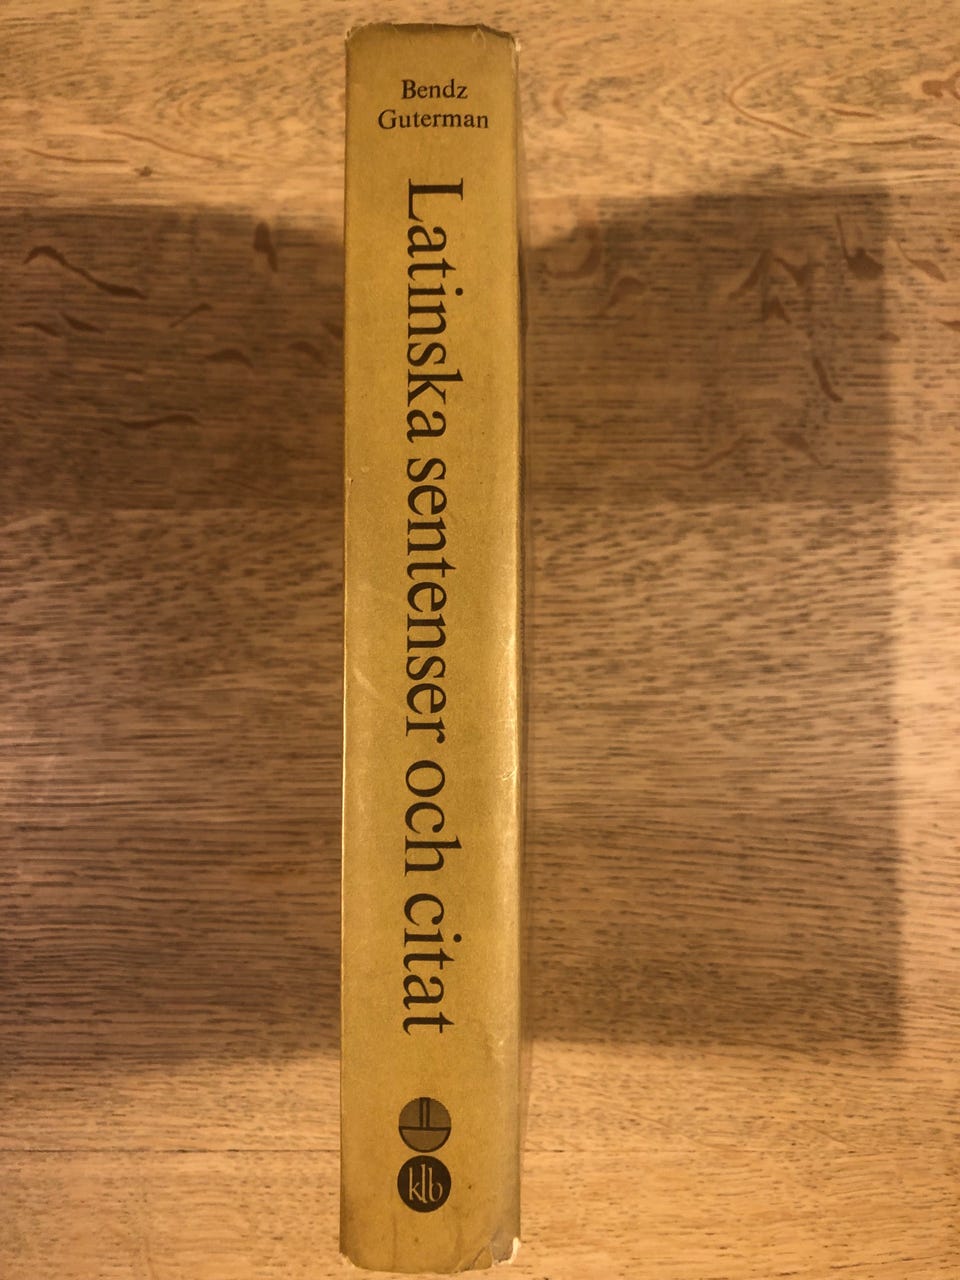 Bendz
Guterman
Latinska sentenser och citat
klb